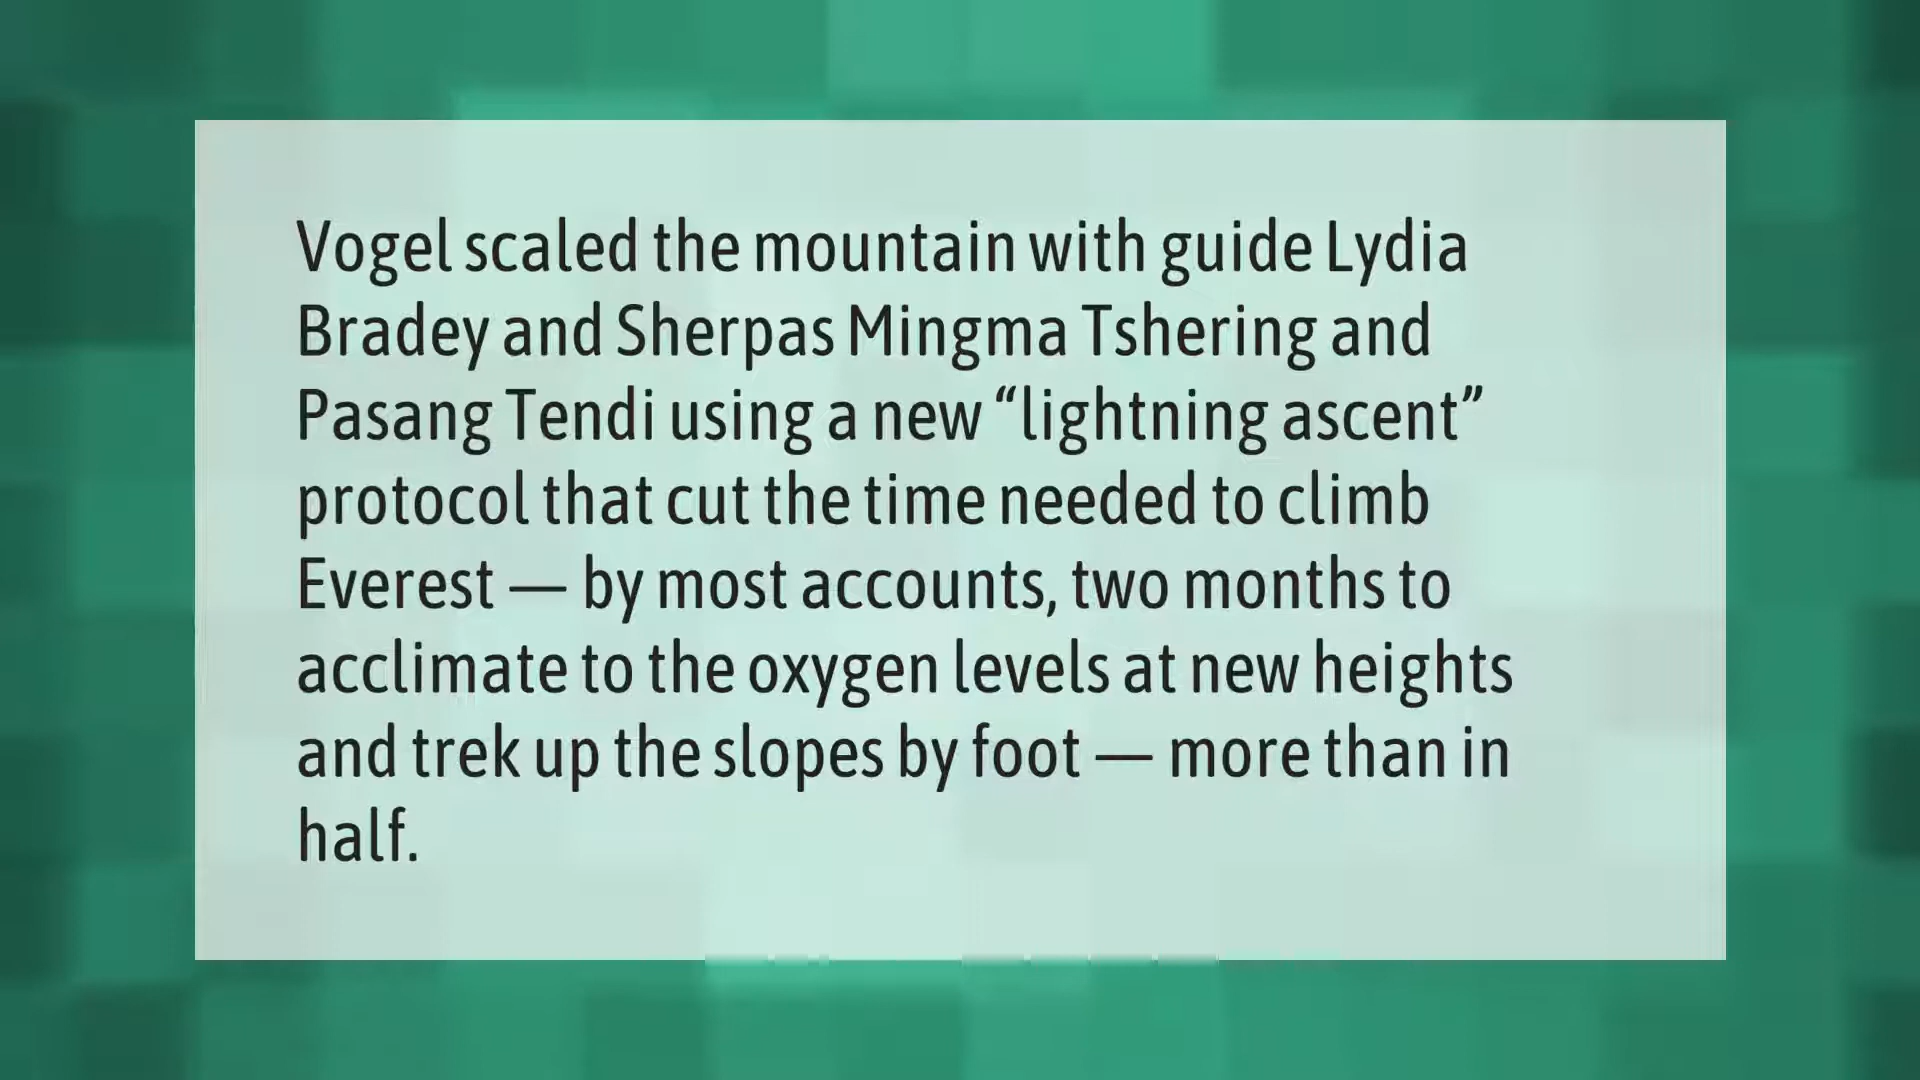 Vogel scaled the mountain with guide Lydia
Bradey and Sherpas Mingma Tshering and
Pasang Tendi using a new “lightning ascent”
protocol that cut the time needed to climb
Everest — by most accounts, two months to
acclimate to the oxygen levels at new heights
and trek up the slopes by foot — more than in
half.